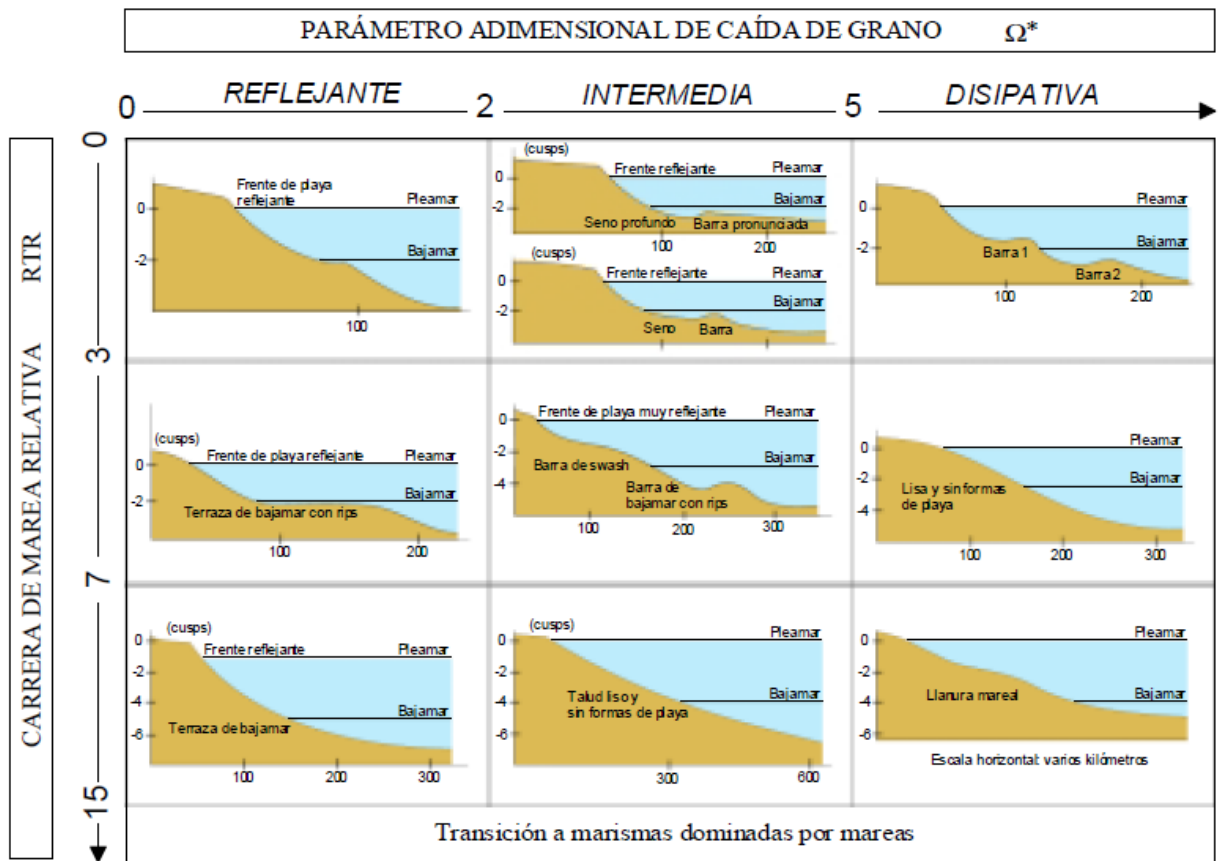 PARÁMETRO ADIMENSIONAL DE CAÍDA DE GRANO Ω*
0 REFLEJANTE 2 INTERMEDIA 5 DISIPATIVA
CARRERA DE MAREA RELATIVA RTR
0
3
7
15
Frente de playa
reflejante
Pleamar
0
Bajamar
-2
100
(cusps)
Frente reflejante
Pleamar
0
Bajamar
-2
Seno profundo
Barra pronunciada
100
200
Frente reflejante
Pleamar
0
Bajamar
-2
Seno
Barra
Pleamar
0
Bajamar
-2
Barra 1
Barra 2
100
200
(cusps)
Frente de playa reflejante
Pleamar
0
Bajamar
-2
Terraza de bajamar con rips
100
200
Frente de playa muy reflejante
Pleamar
0
Bajamar
-2
Barra de swash
Barra de
bajamar con rips
-4
100
200
300
Pleamar
0
Bajamar
-2
Lisa y sin formas
de playa
-4
100
200
300
(cusps)
0
Frente reflejante
Pleamar
-2
-4
Bajamar
Terraza de bajamar
-6
100
200
300
(cusps)
Pleamar
0
-2
Bajamar
-4
Talud liso y
sin formas de playa
-6
300
600
Pleamar
0
-2
Bajamar
-4
Llanura mareal
-6
Escala horizontal: varios kilómetros
Transición a marismas dominadas por mareas